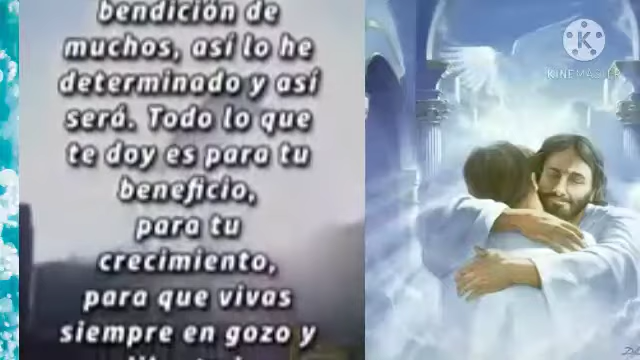 bendición de
muchos, así lo he
determinado y así
será. Todo lo que
te doy es para tu
beneficio,
para tu
crecimiento,
para que vivas
siempre en gozo y
KINEMASTER